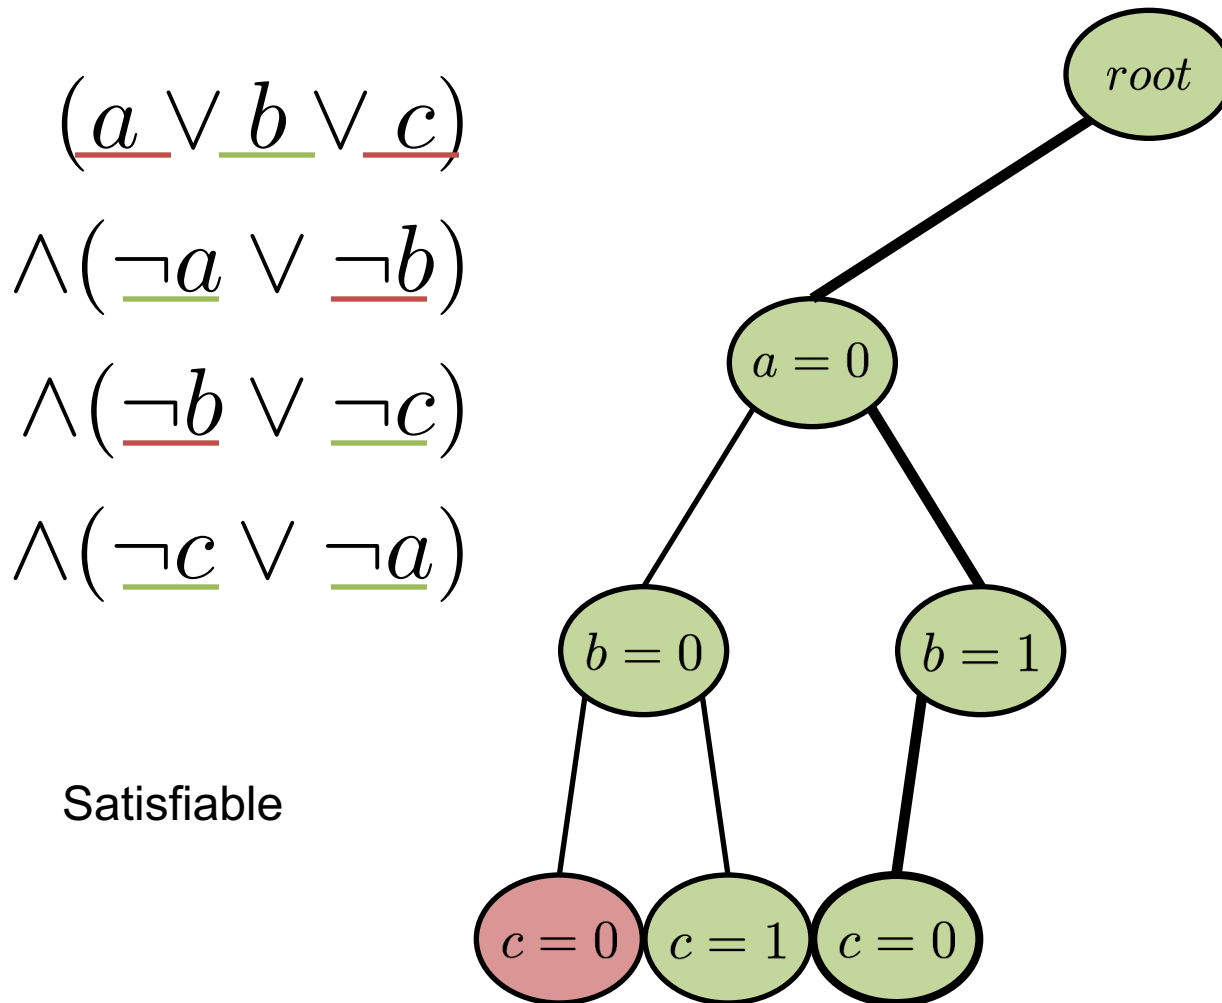 (a ∨ b ∨ c)
∧(¬a ∨ ¬b)
∧(¬b ∨ ¬c)
∧(¬c ∨ ¬a)
Satisfiable
root
a = 0
b = 0
b = 1
c = 0
c = 1
c = 0